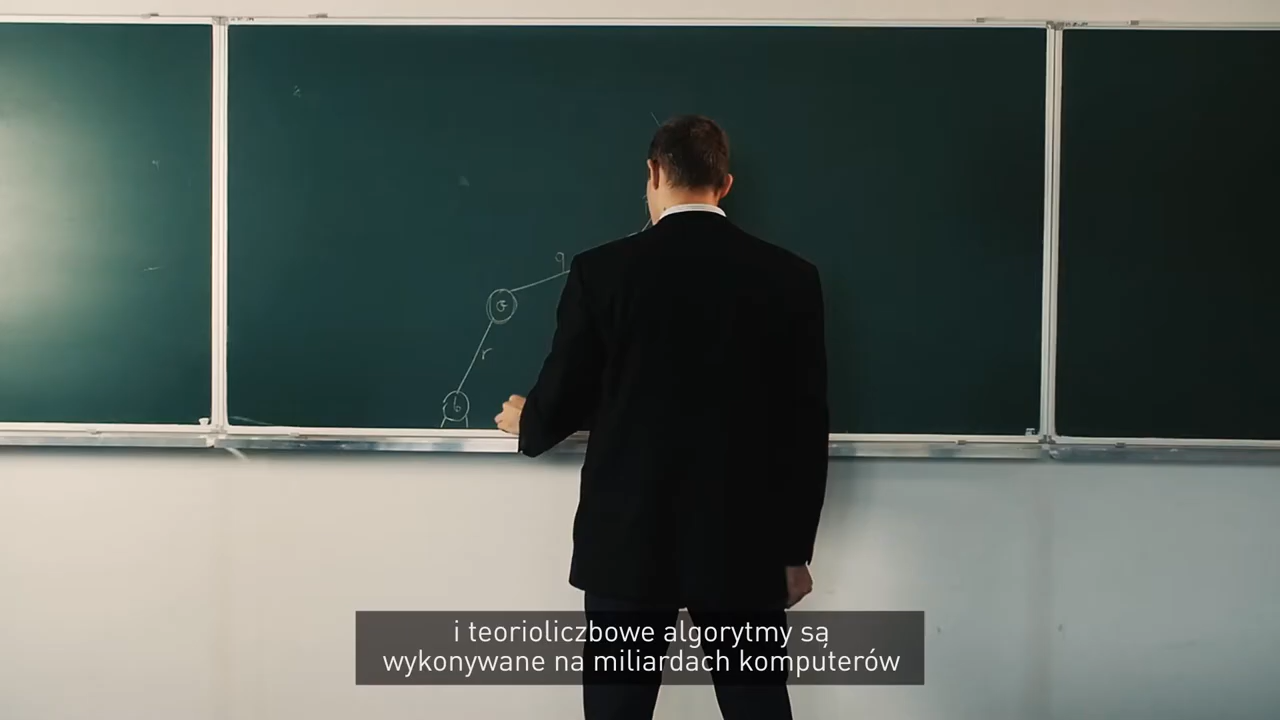 q
r
b
i teorioliczbowe algorytmy są
wykonywane na miliardach komputerów